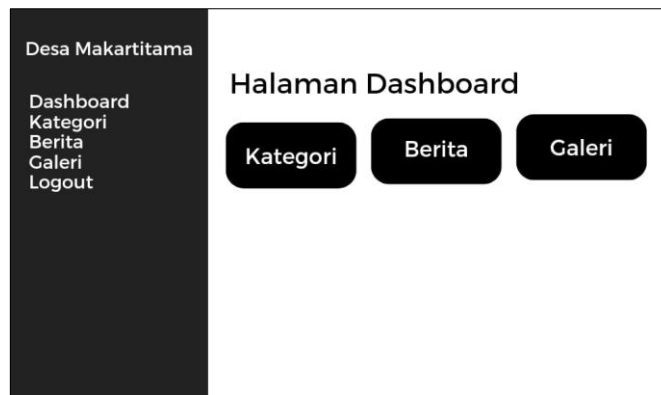 Desa Makartitama
Dashboard
Kategori
Berita
Galeri
Logout
Halaman Dashboard
Kategori
Berita
Galeri